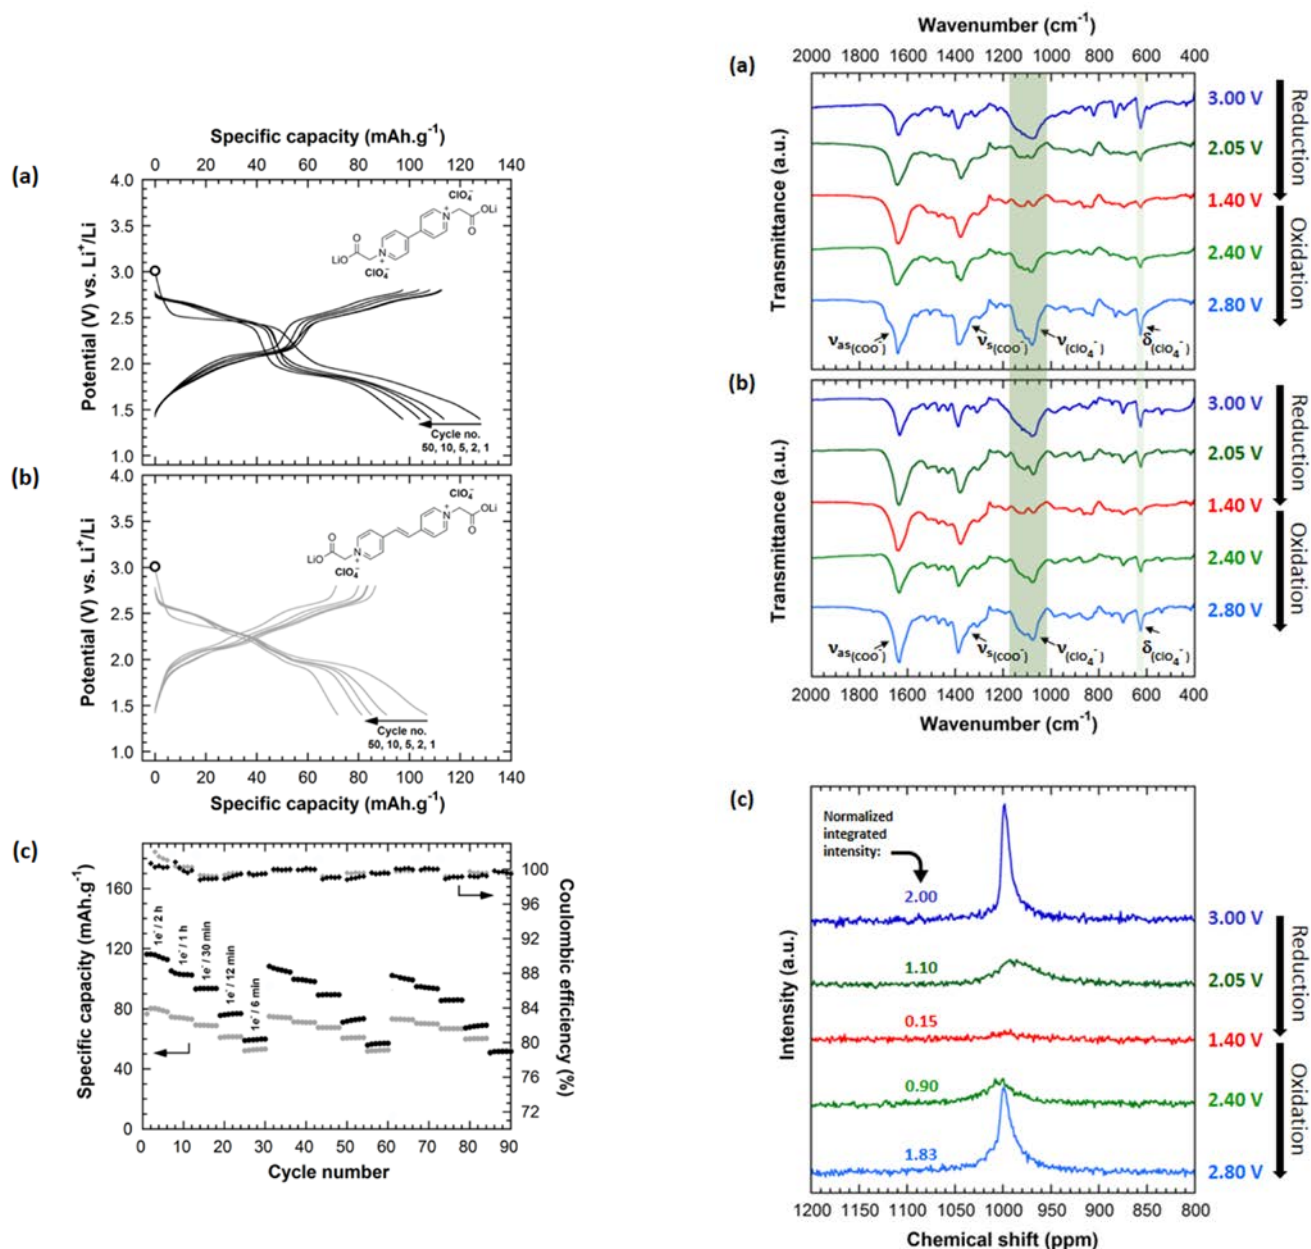 Specific capacity (mAh.g⁻¹)
0 20 40 60 80 100 120 140
(a)
4.0
3.5
3.0
2.5
2.0
1.5
1.0
Potential (V) vs. Li⁺/Li
ClO₄⁻
OLi
O
N⁺
O
LiO
N⁺
ClO₄⁻
Cycle no.
50, 10, 5, 2, 1
(b)
4.0
3.5
3.0
2.5
2.0
1.5
1.0
Potential (V) vs. Li⁺/Li
ClO₄⁻
OLi
O
N⁺
O
LiO
N⁺
ClO₄⁻
Cycle no.
50, 10, 5, 2, 1
0 20 40 60 80 100 120 140
Specific capacity (mAh.g⁻¹)
(c)
160
120
80
40
0
Specific capacity (mAh.g⁻¹)
1e⁻/ 2 h
1e⁻/ 1 h
1e⁻/ 30 min
1e⁻/ 12 min
1e⁻/ 6 min
100
98
96
94
92
90
88
86
84
82
80
78
76
74
72
Coulombic efficiency (%)
0 10 20 30 40 50 60 70 80 90
Cycle number
Wavenumber (cm⁻¹)
2000 1800 1600 1400 1200 1000 800 600 400
(a)
Transmittance (a.u.)
3.00 V
2.05 V
1.40 V
2.40 V
2.80 V
Reduction
Oxidation
νas(COO⁻)
νs(COO⁻)
ν(ClO₄⁻)
δ(ClO₄⁻)
(b)
Transmittance (a.u.)
3.00 V
2.05 V
1.40 V
2.40 V
2.80 V
Reduction
Oxidation
νas(COO⁻)
νs(COO⁻)
ν(ClO₄⁻)
δ(ClO₄⁻)
2000 1800 1600 1400 1200 1000 800 600 400
Wavenumber (cm⁻¹)
(c)
Normalized
integrated
intensity:
Intensity (a.u.)
2.00
3.00 V
1.10
2.05 V
0.15
1.40 V
0.90
2.40 V
1.83
2.80 V
Reduction
Oxidation
1200 1150 1100 1050 1000 950 900 850 800
Chemical shift (ppm)